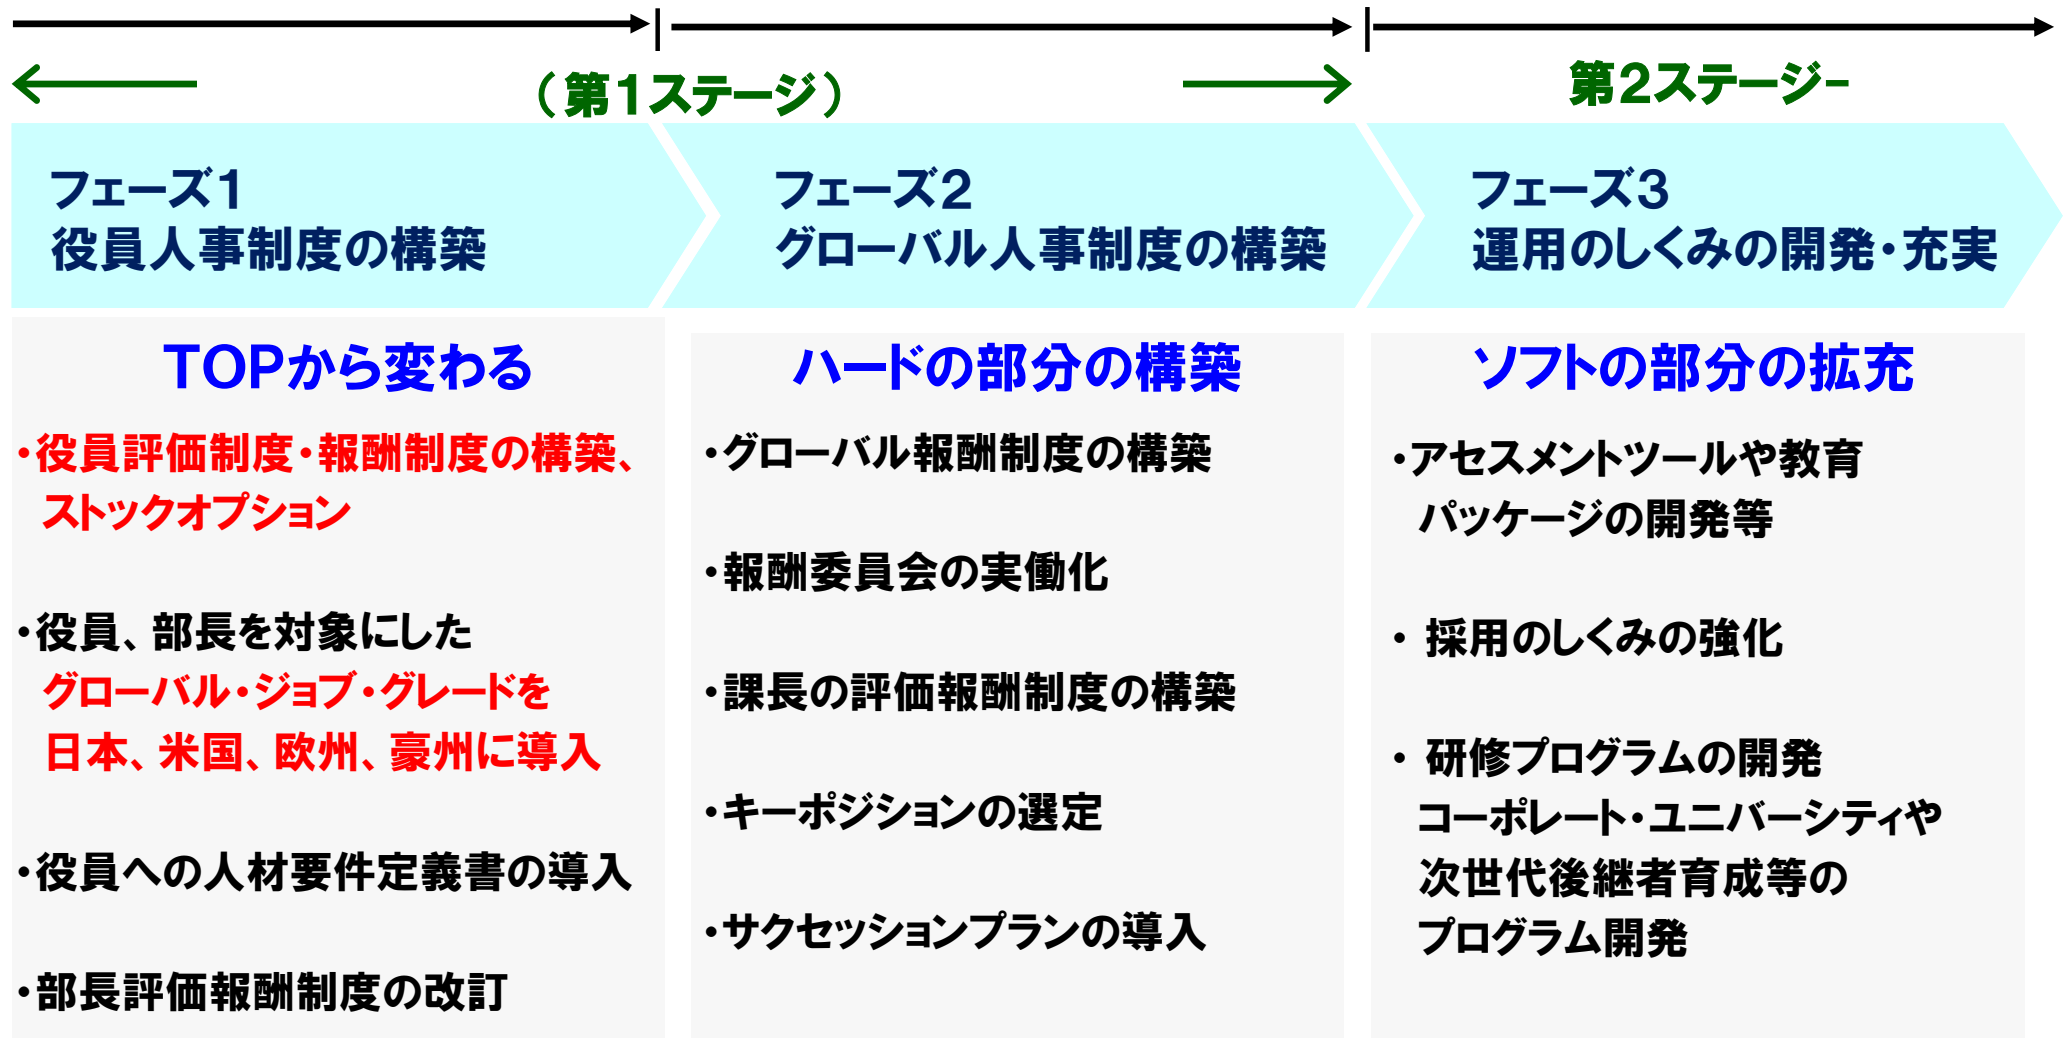 （第１ステージ）
第２ステージ-
フェーズ１
役員人事制度の構築
フェーズ２
グローバル人事制度の構築
フェーズ３
運用のしくみの開発・充実
TOPから変わる
・役員評価制度・報酬制度の構築、
ストックオプション
・役員、部長を対象にした
グローバル・ジョブ・グレードを
日本、米国、欧州、豪州に導入
・役員への人材要件定義書の導入
・部長評価報酬制度の改訂
ハードの部分の構築
・グローバル報酬制度の構築
・報酬委員会の実働化
・課長の評価報酬制度の構築
・キーポジションの選定
・サクセッションプランの導入
ソフトの部分の拡充
・アセスメントツールや教育
パッケージの開発等
・ 採用のしくみの強化
・ 研修プログラムの開発
コーポレート・ユニバーシティや
次世代後継者育成等の
プログラム開発